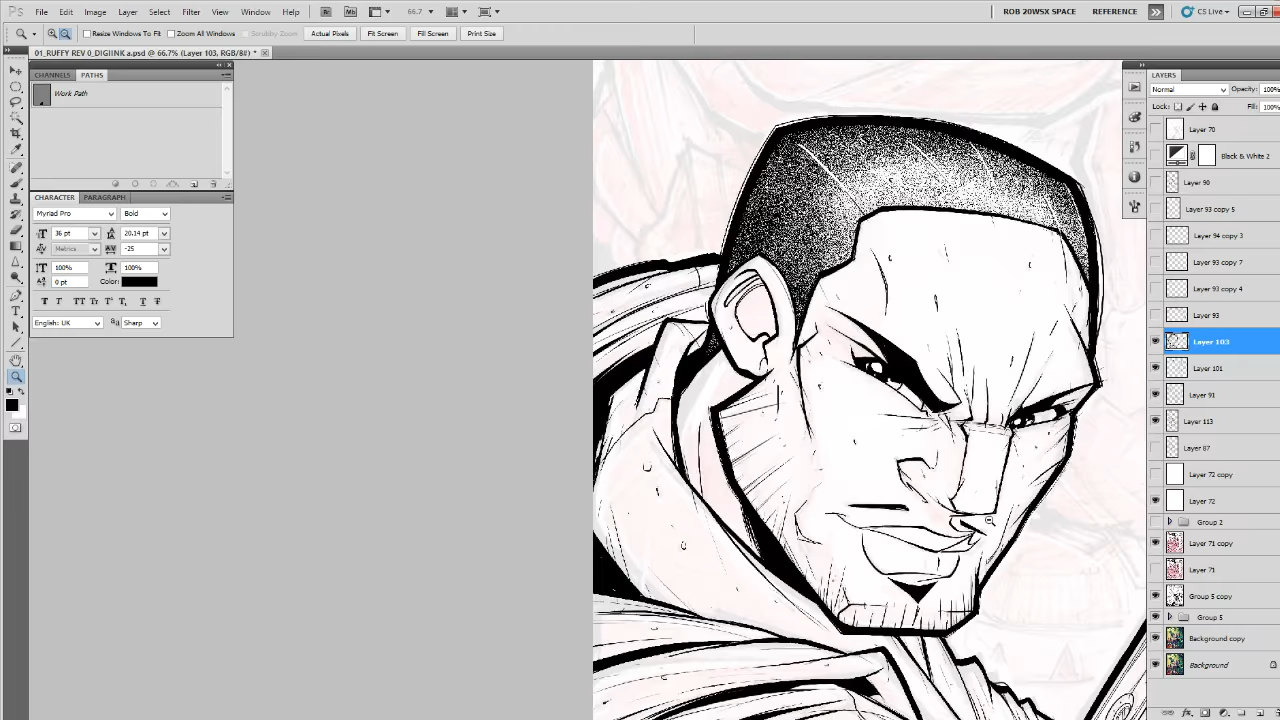 Ps File Edit Image Layer Select Filter View Window Help Br Mb 66.7 ROB 20WSX SPACE REFERENCE CS Live
Resize Windows To Fit Zoom All Windows Scrubby Zoom Actual Pixels Fit Screen Fill Screen Print Size
01_RUFFY REV 0_DIGIINK a.psd @ 66.7% (Layer 103, RGB/8#) *
CHANNELS PATHS
Work Path
CHARACTER PARAGRAPH
Myriad Pro Bold
36 pt 20.14 pt
Metrics -25
100% 100%
0 pt Color:
T T TT Tr T T, T T
English: UK aa Sharp
LAYERS
Normal Opacity: 100%
Lock: Fill: 100%
Layer 70
Black & White 2
Layer 90
Layer 93 copy 5
Layer 94 copy 3
Layer 93 copy 7
Layer 93 copy 4
Layer 93
Layer 103
Layer 101
Layer 91
Layer 113
Layer 87
Layer 72 copy
Layer 72
Group 2
Layer 71 copy
Layer 71
Group 5 copy
Group 5
Background copy
Background